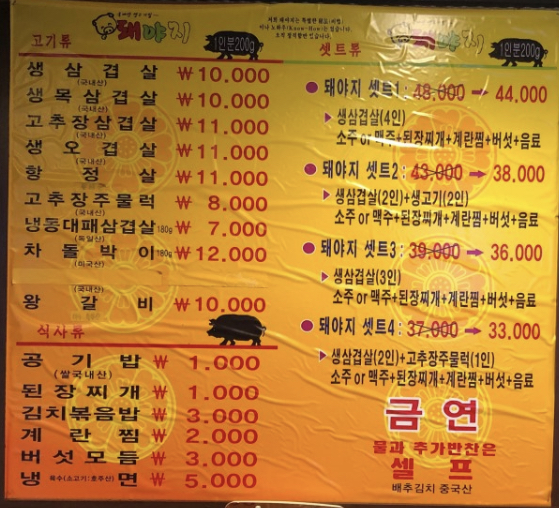 돼야지
고기류
1인분200g
생삼겹살 ₩10.000
(국내산)
생목삼겹살 ₩10.000
(국내산)
고추장삼겹살 ₩11.000
(국내산)
생오겹살 ₩11.000
(국내산)
항정살 ₩11.000
고추장주물럭 ₩8.000
(국내산)
냉동대패삼겹살180g ₩7.000
(독일산)
차돌박이180g ₩12.000
(미국산)
(국내산)
왕갈비 ₩10.000
식사류
공기밥 ₩1.000
(쌀국내산)
된장찌개 ₩1.000
김치볶음밥 ₩3.000
계란찜 ₩2.000
버섯모듬 ₩3.000
냉 육수(소고기:호주산) 면 ₩5.000
돼야지
셋트류
1인분200g
돼야지 셋트1 : 48,000 → 44,000
생삼겹살(4인)
소주 or 맥주+된장찌개+계란찜+버섯+음료
돼야지 셋트2 : 43,000 → 38,000
생삼겹살(2인)+생고기(2인)
소주 or 맥주+된장찌개+계란찜+버섯+음료
돼야지 셋트3 : 39,000 → 36,000
생삼겹살(3인)
소주 or 맥주+된장찌개+계란찜+버섯+음료
돼야지 셋트4 : 37,000 → 33,000
생삼겹살(2인)+고추장주물럭(1인)
소주 or 맥주+된장찌개+계란찜+버섯+음료
금연
물과 추가반찬은
셀프
배추김치 중국산